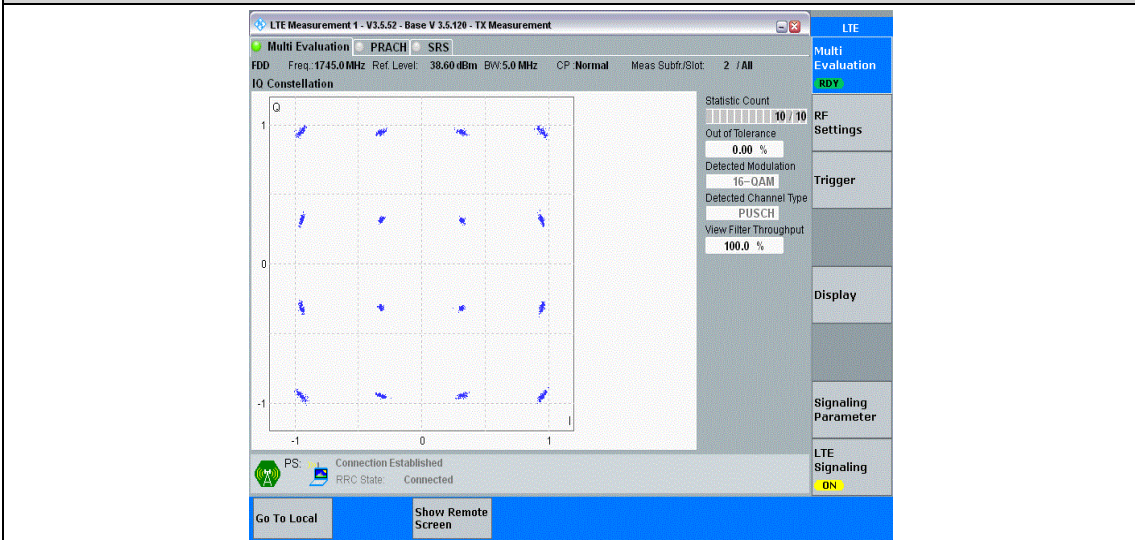 LTE Measurement 1 - V3.5.52 - Base V 3.5.120 - TX Measurement
LTE
Multi Evaluation PRACH SRS
FDD Freq.:1745.0 MHz Ref. Level: 38.60 dBm BW:5.0 MHz CP :Normal Meas Subfr./Slot: 2 / All
IQ Constellation
Q
1
0
-1
-1 0 1
I
Statistic Count
10 / 10
Out of Tolerance
0.00 %
Detected Modulation
16-QAM
Detected Channel Type
PUSCH
View Filter Throughput
100.0 %
Multi
Evaluation
RDY
RF
Settings
Trigger
Display
Signaling
Parameter
LTE
Signaling
ON
PS: Connection Established
RRC State: Connected
Go To Local
Show Remote
Screen